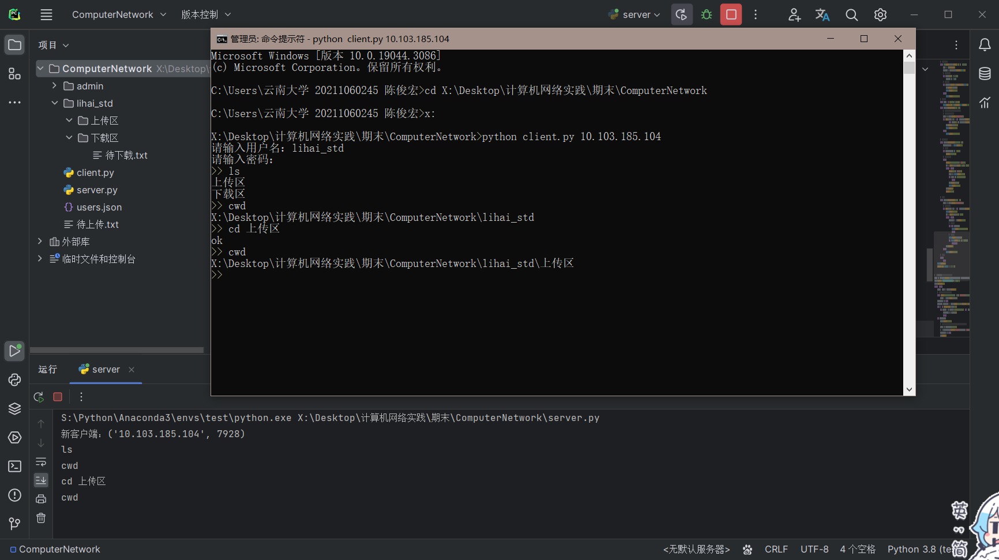 PC ComputerNetwork 版本控制 server
项目
ComputerNetwork X:\Desktop\
admin
lihai_std
上传区
下载区
待下载.txt
client.py
server.py
users.json
待上传.txt
外部库
临时文件和控制台
管理员: 命令提示符 - python  client.py 10.103.185.104
Microsoft Windows [版本 10.0.19044.3086]
(c) Microsoft Corporation。保留所有权利。
C:\Users\云南大学 20211060245 陈俊宏>cd X:\Desktop\计算机网络实践\期末\ComputerNetwork
C:\Users\云南大学 20211060245 陈俊宏>x:
X:\Desktop\计算机网络实践\期末\ComputerNetwork>python client.py 10.103.185.104
请输入用户名：lihai_std
请输入密码：
>> ls
上传区
下载区
>> cwd
X:\Desktop\计算机网络实践\期末\ComputerNetwork\lihai_std
>> cd 上传区
ok
>> cwd
X:\Desktop\计算机网络实践\期末\ComputerNetwork\lihai_std\上传区
>>
运行 server
S:\Python\Anaconda3\envs\test\python.exe X:\Desktop\计算机网络实践\期末\ComputerNetwork\server.py
新客户端：('10.103.185.104', 7928)
ls
cwd
cd 上传区
cwd
英
简
ComputerNetwork <无默认服务器> CRLF UTF-8 4 个空格 Python 3.8 (te